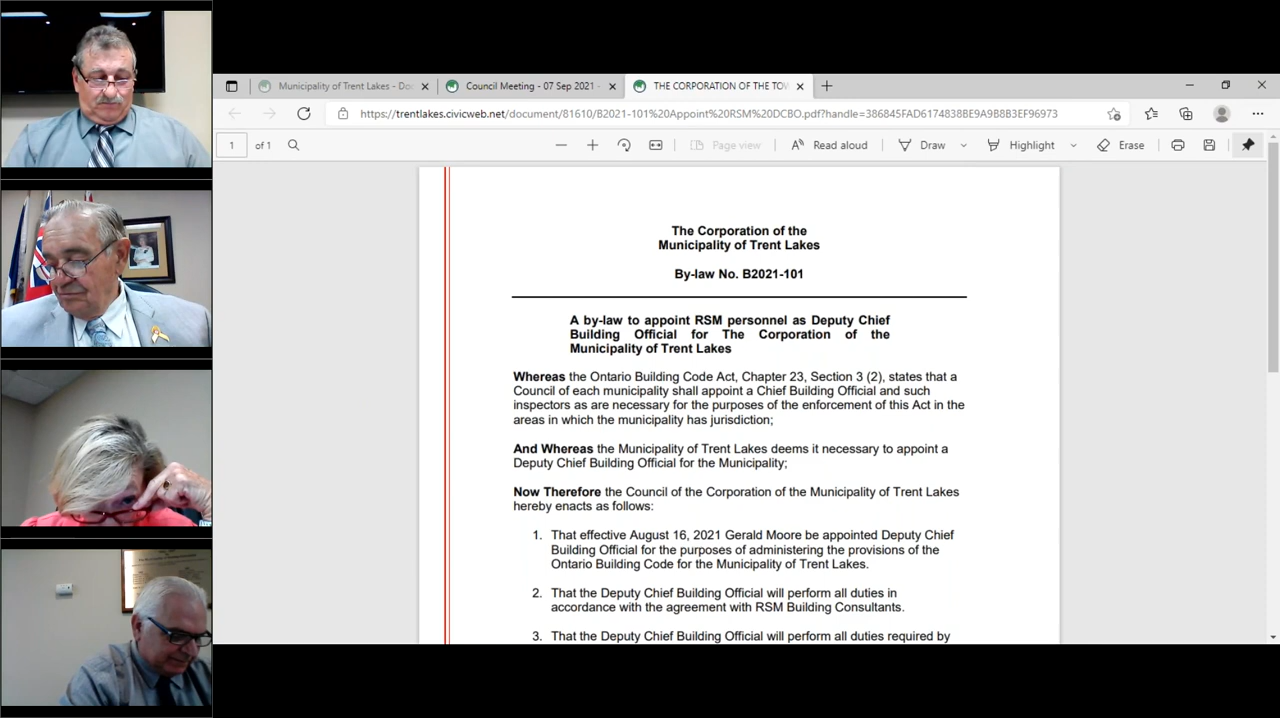 Municipality of Trent Lakes - Doc
Council Meeting - 07 Sep 2021 -
THE CORPORATION OF THE TOW
https://trentlakes.civicweb.net/document/81610/B2021-101%20Appoint%20RSM%20DCBO.pdf?handle=386845FAD6174838BE9A9B8B3EF96973
1 of 1
Page view
Read aloud
Draw
Highlight
Erase
The Corporation of the
Municipality of Trent Lakes
By-law No. B2021-101
A by-law to appoint RSM personnel as Deputy Chief
Building Official for The Corporation of the
Municipality of Trent Lakes
Whereas the Ontario Building Code Act, Chapter 23, Section 3 (2), states that a
Council of each municipality shall appoint a Chief Building Official and such
inspectors as are necessary for the purposes of the enforcement of this Act in the
areas in which the municipality has jurisdiction;
And Whereas the Municipality of Trent Lakes deems it necessary to appoint a
Deputy Chief Building Official for the Municipality;
Now Therefore the Council of the Corporation of the Municipality of Trent Lakes
hereby enacts as follows:
1. That effective August 16, 2021 Gerald Moore be appointed Deputy Chief
Building Official for the purposes of administering the provisions of the
Ontario Building Code for the Municipality of Trent Lakes.
2. That the Deputy Chief Building Official will perform all duties in
accordance with the agreement with RSM Building Consultants.
3. That the Deputy Chief Building Official will perform all duties required by